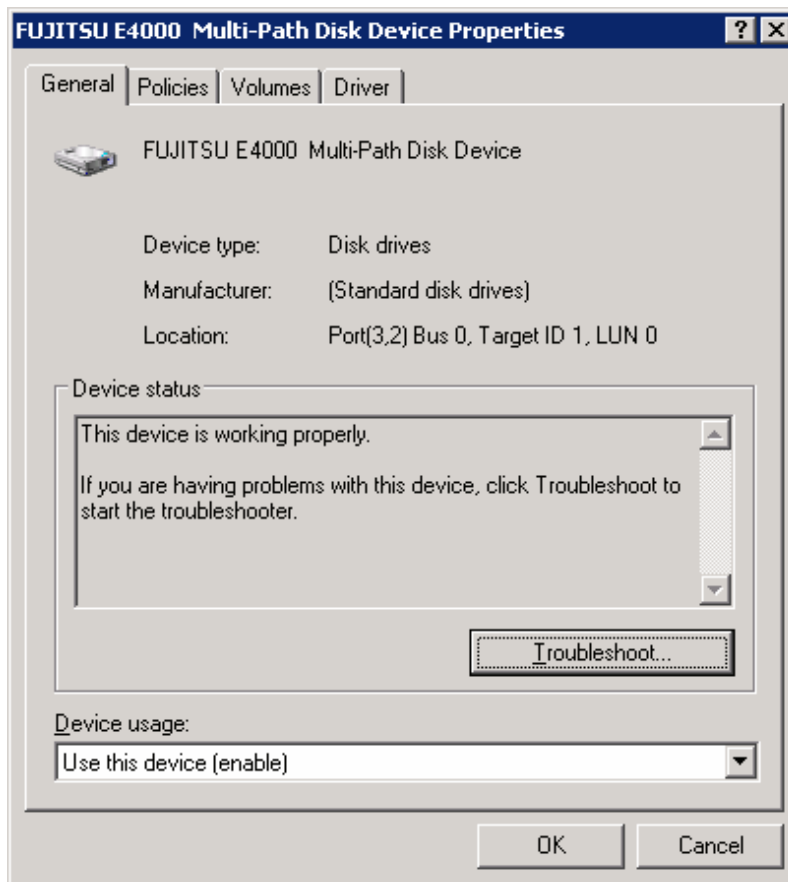 FUJITSU E4000  Multi-Path Disk Device Properties
General
Policies
Volumes
Driver
FUJITSU E4000  Multi-Path Disk Device
Device type: Disk drives
Manufacturer: (Standard disk drives)
Location: Port(3,2) Bus 0, Target ID 1, LUN 0
Device status
This device is working properly.
If you are having problems with this device, click Troubleshoot to
start the troubleshooter.
Troubleshoot...
Device usage:
Use this device (enable)
OK
Cancel